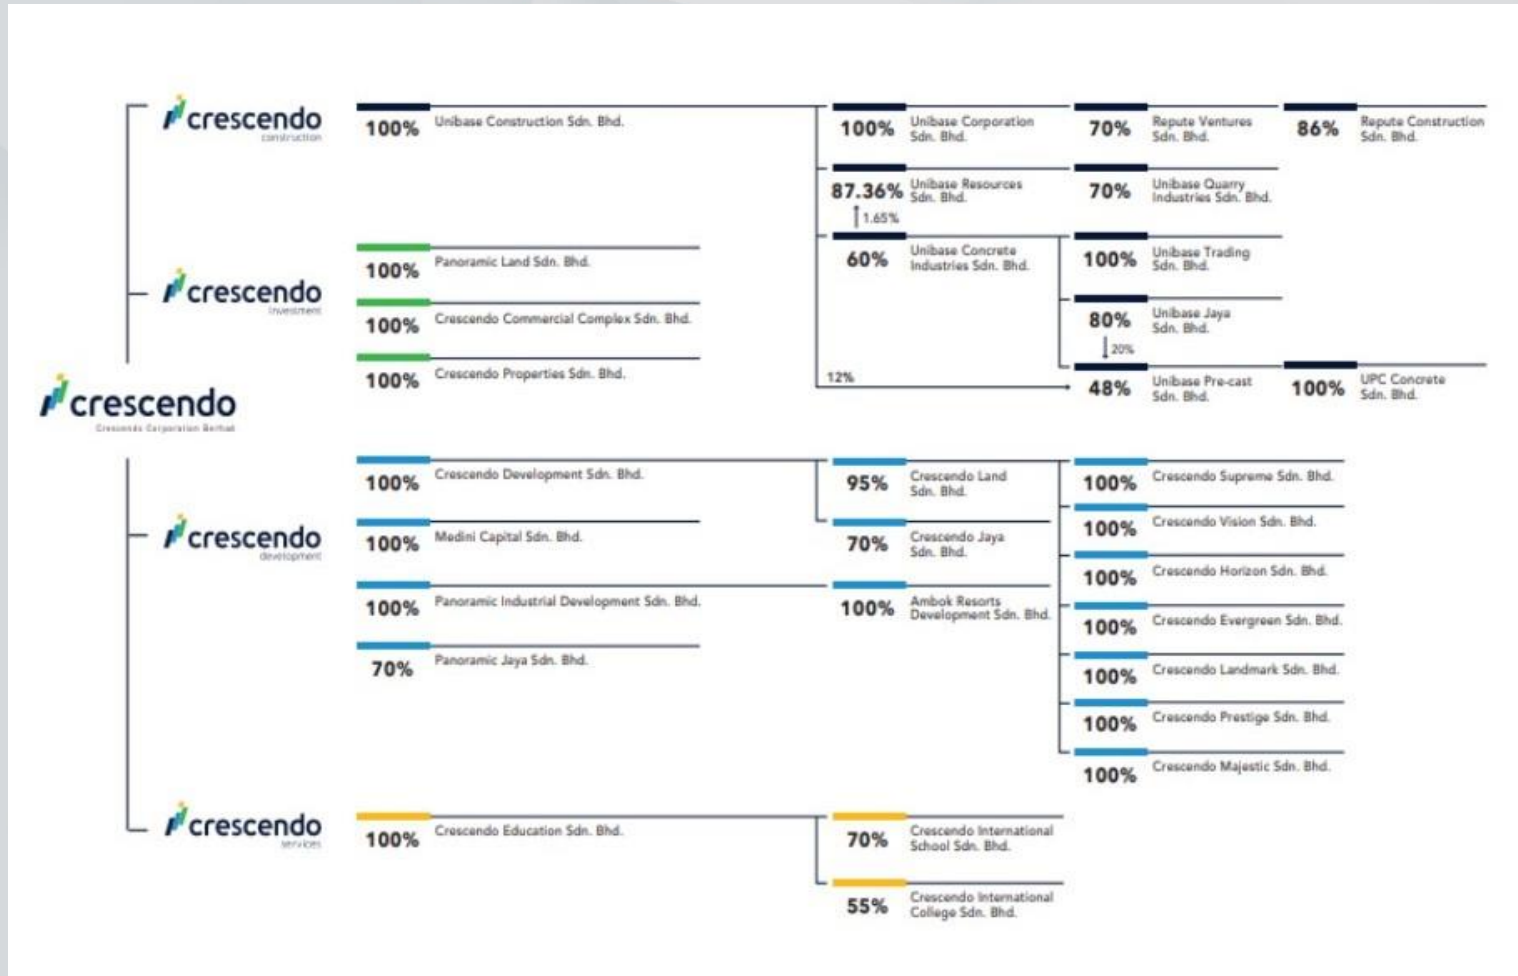 crescendo
construction
100% Unibase Construction Sdn. Bhd.
100% Unibase Corporation
Sdn. Bhd.
70% Repute Ventures
Sdn. Bhd.
86% Repute Construction
Sdn. Bhd.
87.36% Unibase Resources
Sdn. Bhd.
70% Unibase Quarry
Industries Sdn. Bhd.
1.65%
60% Unibase Concrete
Industries Sdn. Bhd.
100% Unibase Trading
Sdn. Bhd.
80% Unibase Jaya
Sdn. Bhd.
20%
12%
48% Unibase Pre-cast
Sdn. Bhd.
100% UPC Concrete
Sdn. Bhd.
crescendo
investment
100% Panoramic Land Sdn. Bhd.
100% Crescendo Commercial Complex Sdn. Bhd.
100% Crescendo Properties Sdn. Bhd.
crescendo
Crescendo Corporation Berhad
crescendo
development
100% Crescendo Development Sdn. Bhd.
95% Crescendo Land
Sdn. Bhd.
70% Crescendo Jaya
Sdn. Bhd.
100% Medini Capital Sdn. Bhd.
100% Panoramic Industrial Development Sdn. Bhd.
100% Ambok Resorts
Development Sdn. Bhd.
70% Panoramic Jaya Sdn. Bhd.
100% Crescendo Supreme Sdn. Bhd.
100% Crescendo Vision Sdn. Bhd.
100% Crescendo Horizon Sdn. Bhd.
100% Crescendo Evergreen Sdn. Bhd.
100% Crescendo Landmark Sdn. Bhd.
100% Crescendo Prestige Sdn. Bhd.
100% Crescendo Majestic Sdn. Bhd.
crescendo
services
100% Crescendo Education Sdn. Bhd.
70% Crescendo International
School Sdn. Bhd.
55% Crescendo International
College Sdn. Bhd.